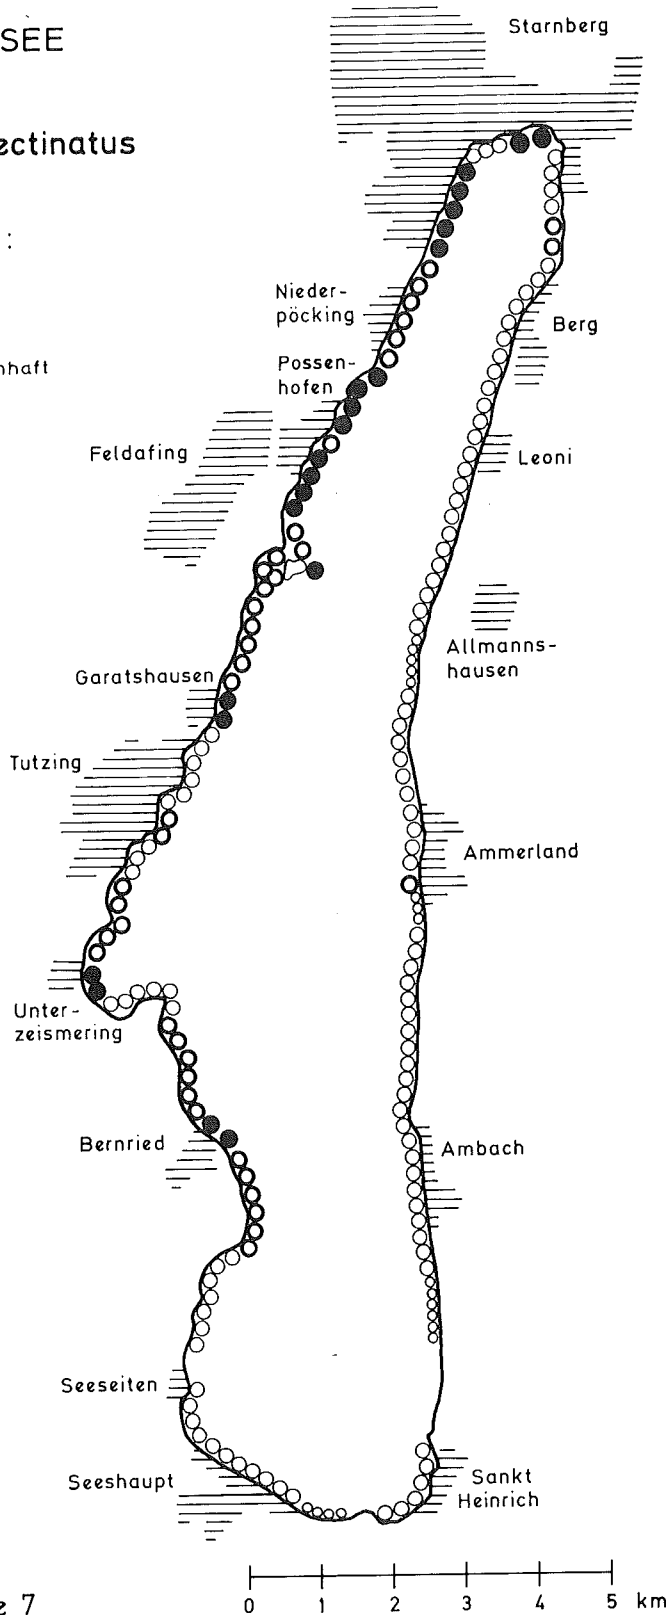 SEE
Starnberg
ectinatus
:
Nieder-
pöcking
Berg
nhaft
Possen-
hofen
Feldafing
Leoni
Allmanns-
hausen
Garatshausen
Tutzing
Ammerland
Unter-
zeismering
Bernried
Ambach
Seeseiten
Seeshaupt
Sankt
Heinrich
e 7
0 1 2 3 4 5 km